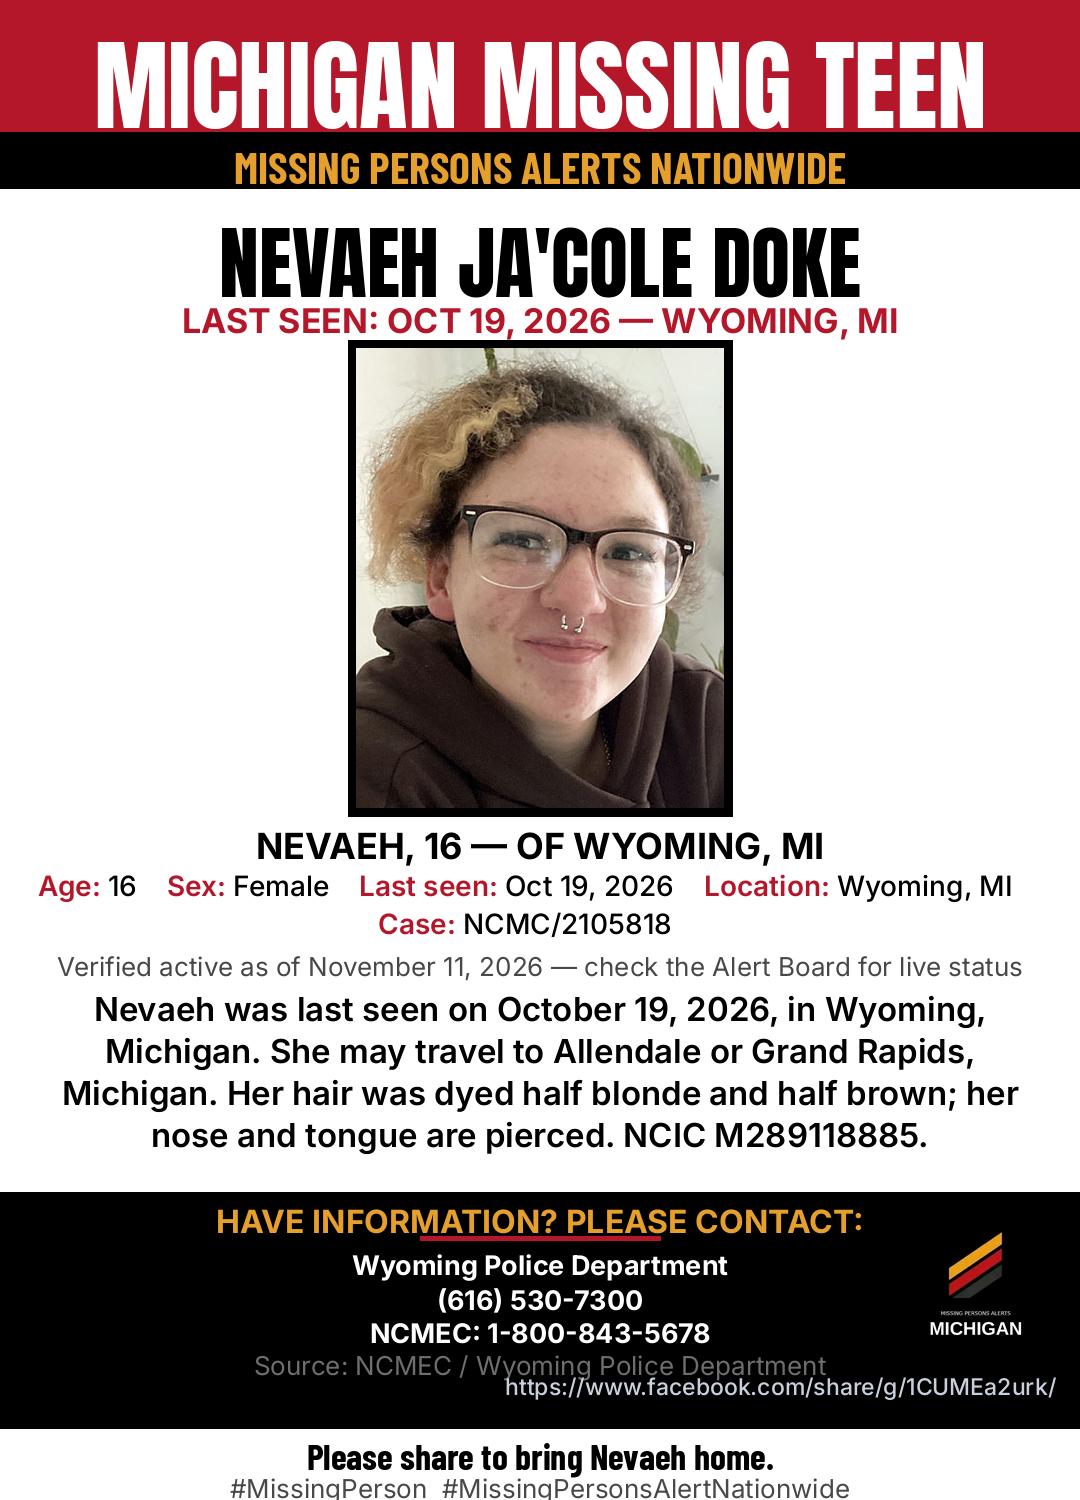 MICHIGAN MISSING TEEN
MISSING PERSONS ALERTS NATIONWIDE
NEVAEH JA'COLE DOKE
LAST SEEN: OCT 19, 2026 — WYOMING, MI
NEVAEH, 16 — OF WYOMING, MI
Age: 16 Sex: Female Last seen: Oct 19, 2026 Location: Wyoming, MI
Case: NCMC/2105818
Verified active as of November 11, 2026 — check the Alert Board for live status
Nevaeh was last seen on October 19, 2026, in Wyoming,
Michigan. She may travel to Allendale or Grand Rapids,
Michigan. Her hair was dyed half blonde and half brown; her
nose and tongue are pierced. NCIC M289118885.
HAVE INFORMATION? PLEASE CONTACT:
Wyoming Police Department
(616) 530-7300
NCMEC: 1-800-843-5678
Source: NCMEC / Wyoming Police Department
https://www.facebook.com/share/g/1CUMEa2urk/
MISSING PERSONS ALERTS
MICHIGAN
Please share to bring Nevaeh home.
#MissingPerson #MissingPersonsAlertNationwide